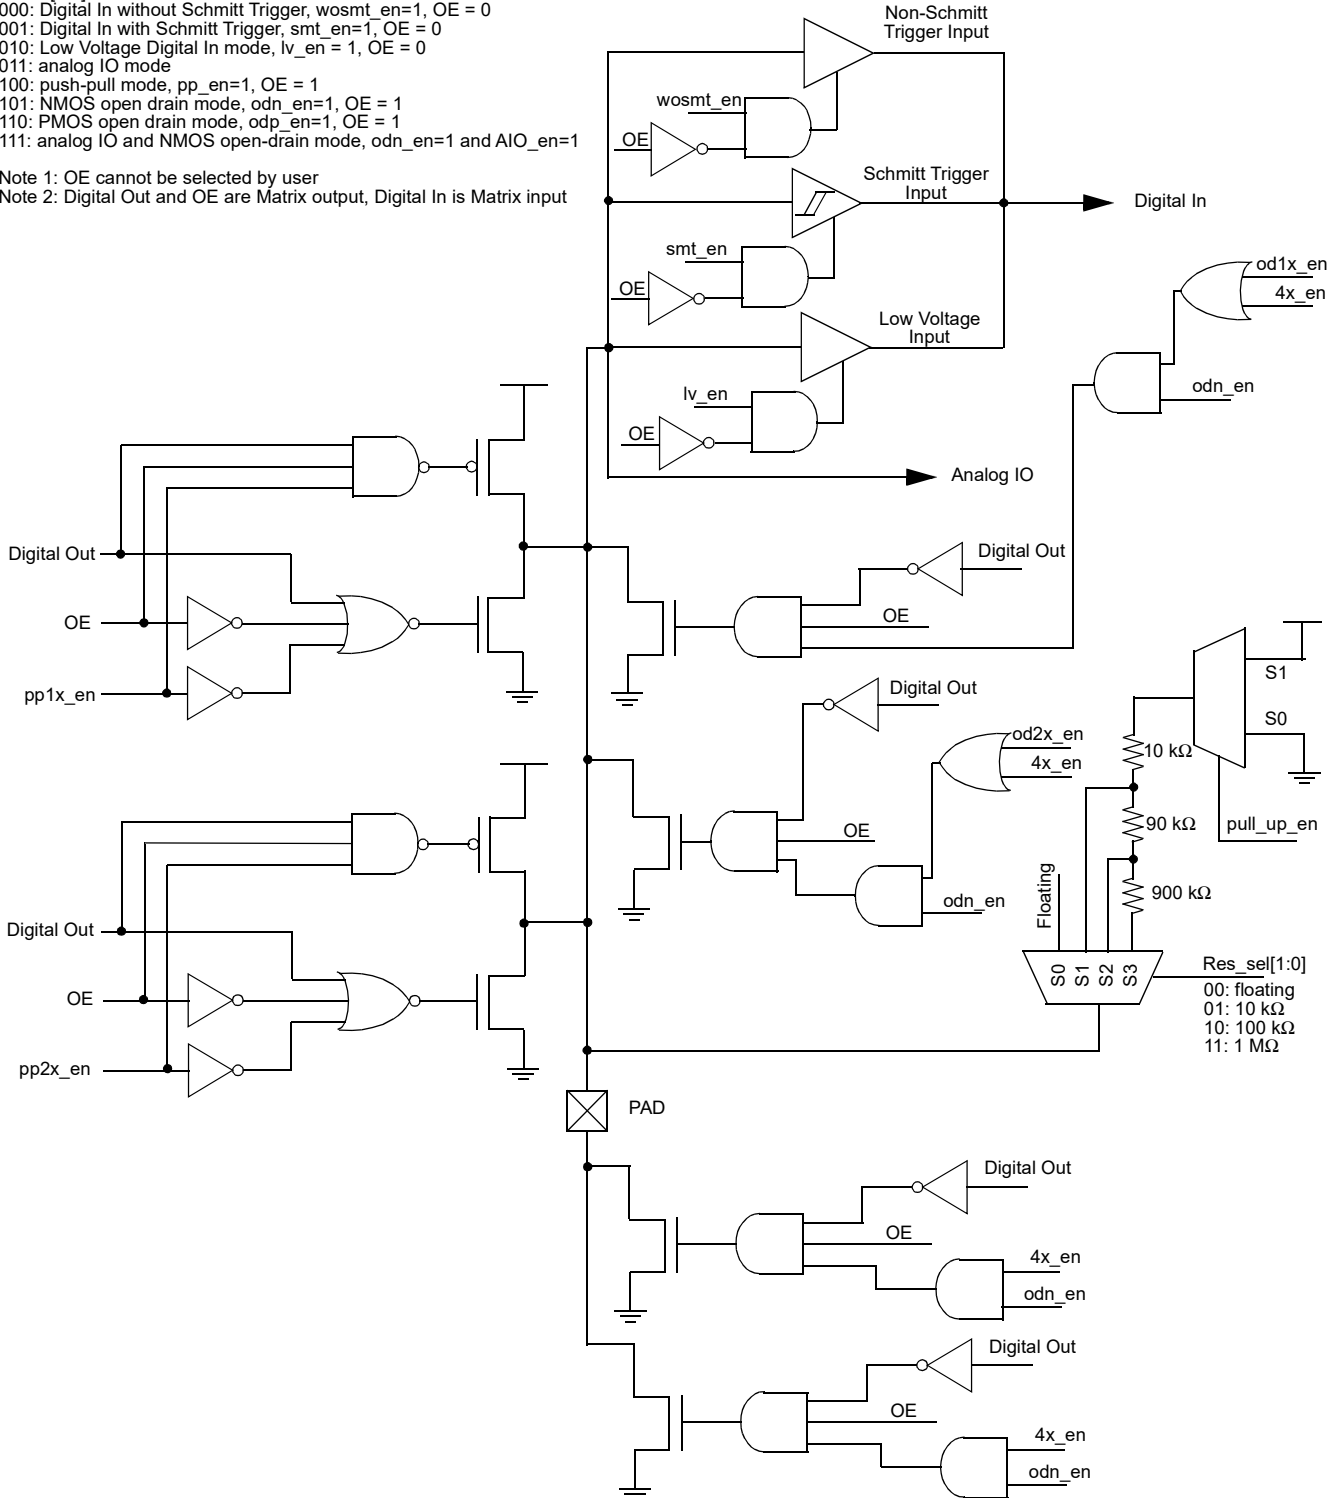 000: Digital In without Schmitt Trigger, wosmt_en=1, OE = 0
001: Digital In with Schmitt Trigger, smt_en=1, OE = 0
010: Low Voltage Digital In mode, lv_en = 1, OE = 0
011: analog IO mode
100: push-pull mode, pp_en=1, OE = 1
101: NMOS open drain mode, odn_en=1, OE = 1
110: PMOS open drain mode, odp_en=1, OE = 1
111: analog IO and NMOS open-drain mode, odn_en=1 and AIO_en=1
Note 1: OE cannot be selected by user
Note 2: Digital Out and OE are Matrix output, Digital In is Matrix input
Non-Schmitt
Trigger Input
wosmt_en
OE
Schmitt Trigger
Input
Digital In
smt_en
OE
od1x_en
4x_en
Low Voltage
Input
lv_en
odn_en
OE
Analog IO
Digital Out
Digital Out
OE
OE
pp1x_en
S1
Digital Out
S0
od2x_en
4x_en
10 kΩ
90 kΩ
pull_up_en
OE
Floating
900 kΩ
odn_en
Digital Out
S0
S1
S2
S3
Res_sel[1:0]
00: floating
01: 10 kΩ
10: 100 kΩ
11: 1 MΩ
OE
pp2x_en
PAD
Digital Out
OE
4x_en
odn_en
Digital Out
OE
4x_en
odn_en